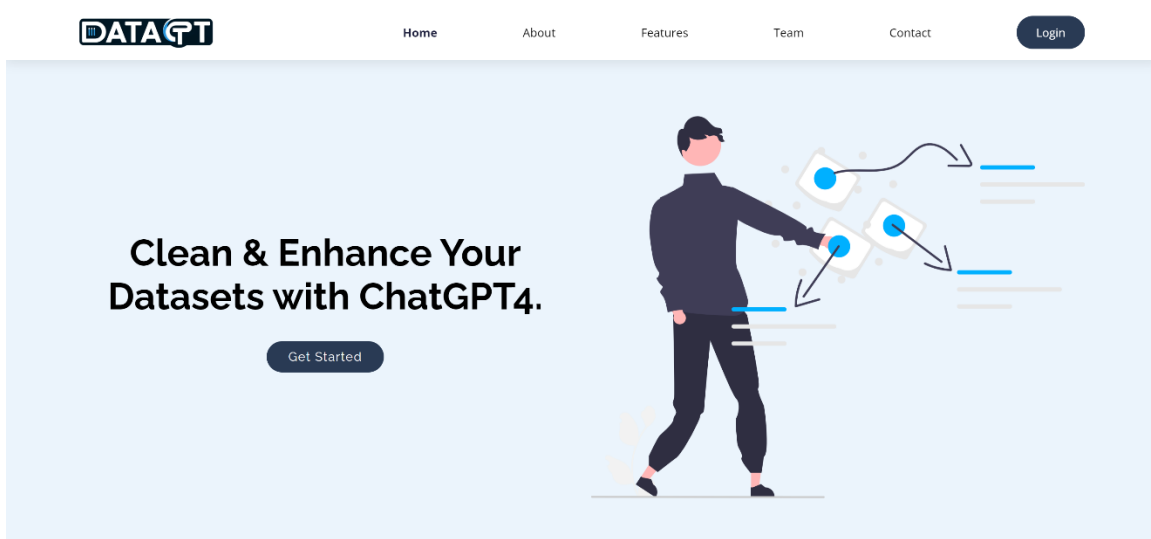 DATAGPT
Home
About
Features
Team
Contact
Login
Clean & Enhance Your
Datasets with ChatGPT4.
Get Started